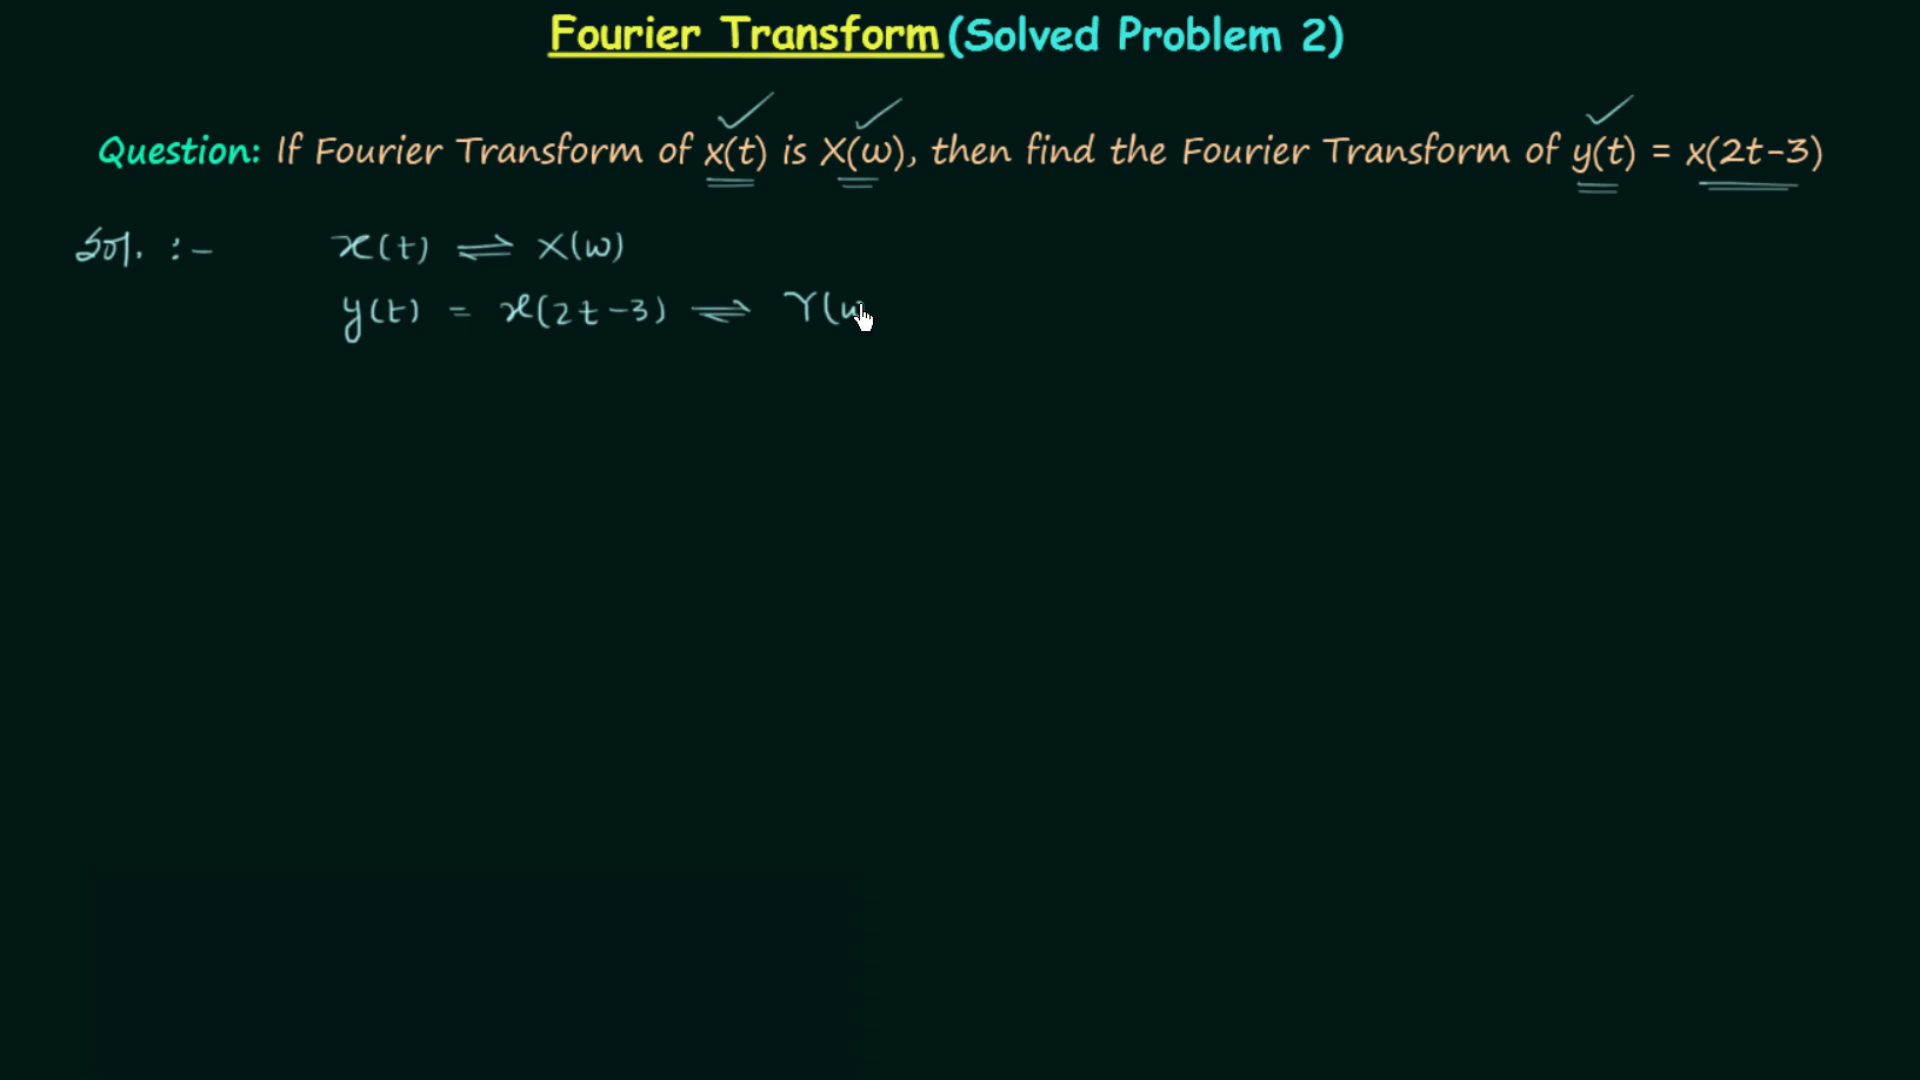 Fourier Transform (Solved Problem 2)
Question: If Fourier Transform of x(t) is X(ω), then find the Fourier Transform of y(t) = x(2t-3)
Sol. :- x(t) ⇌ X(ω)
y(t) = x(2t-3) ⇌ Y(ω